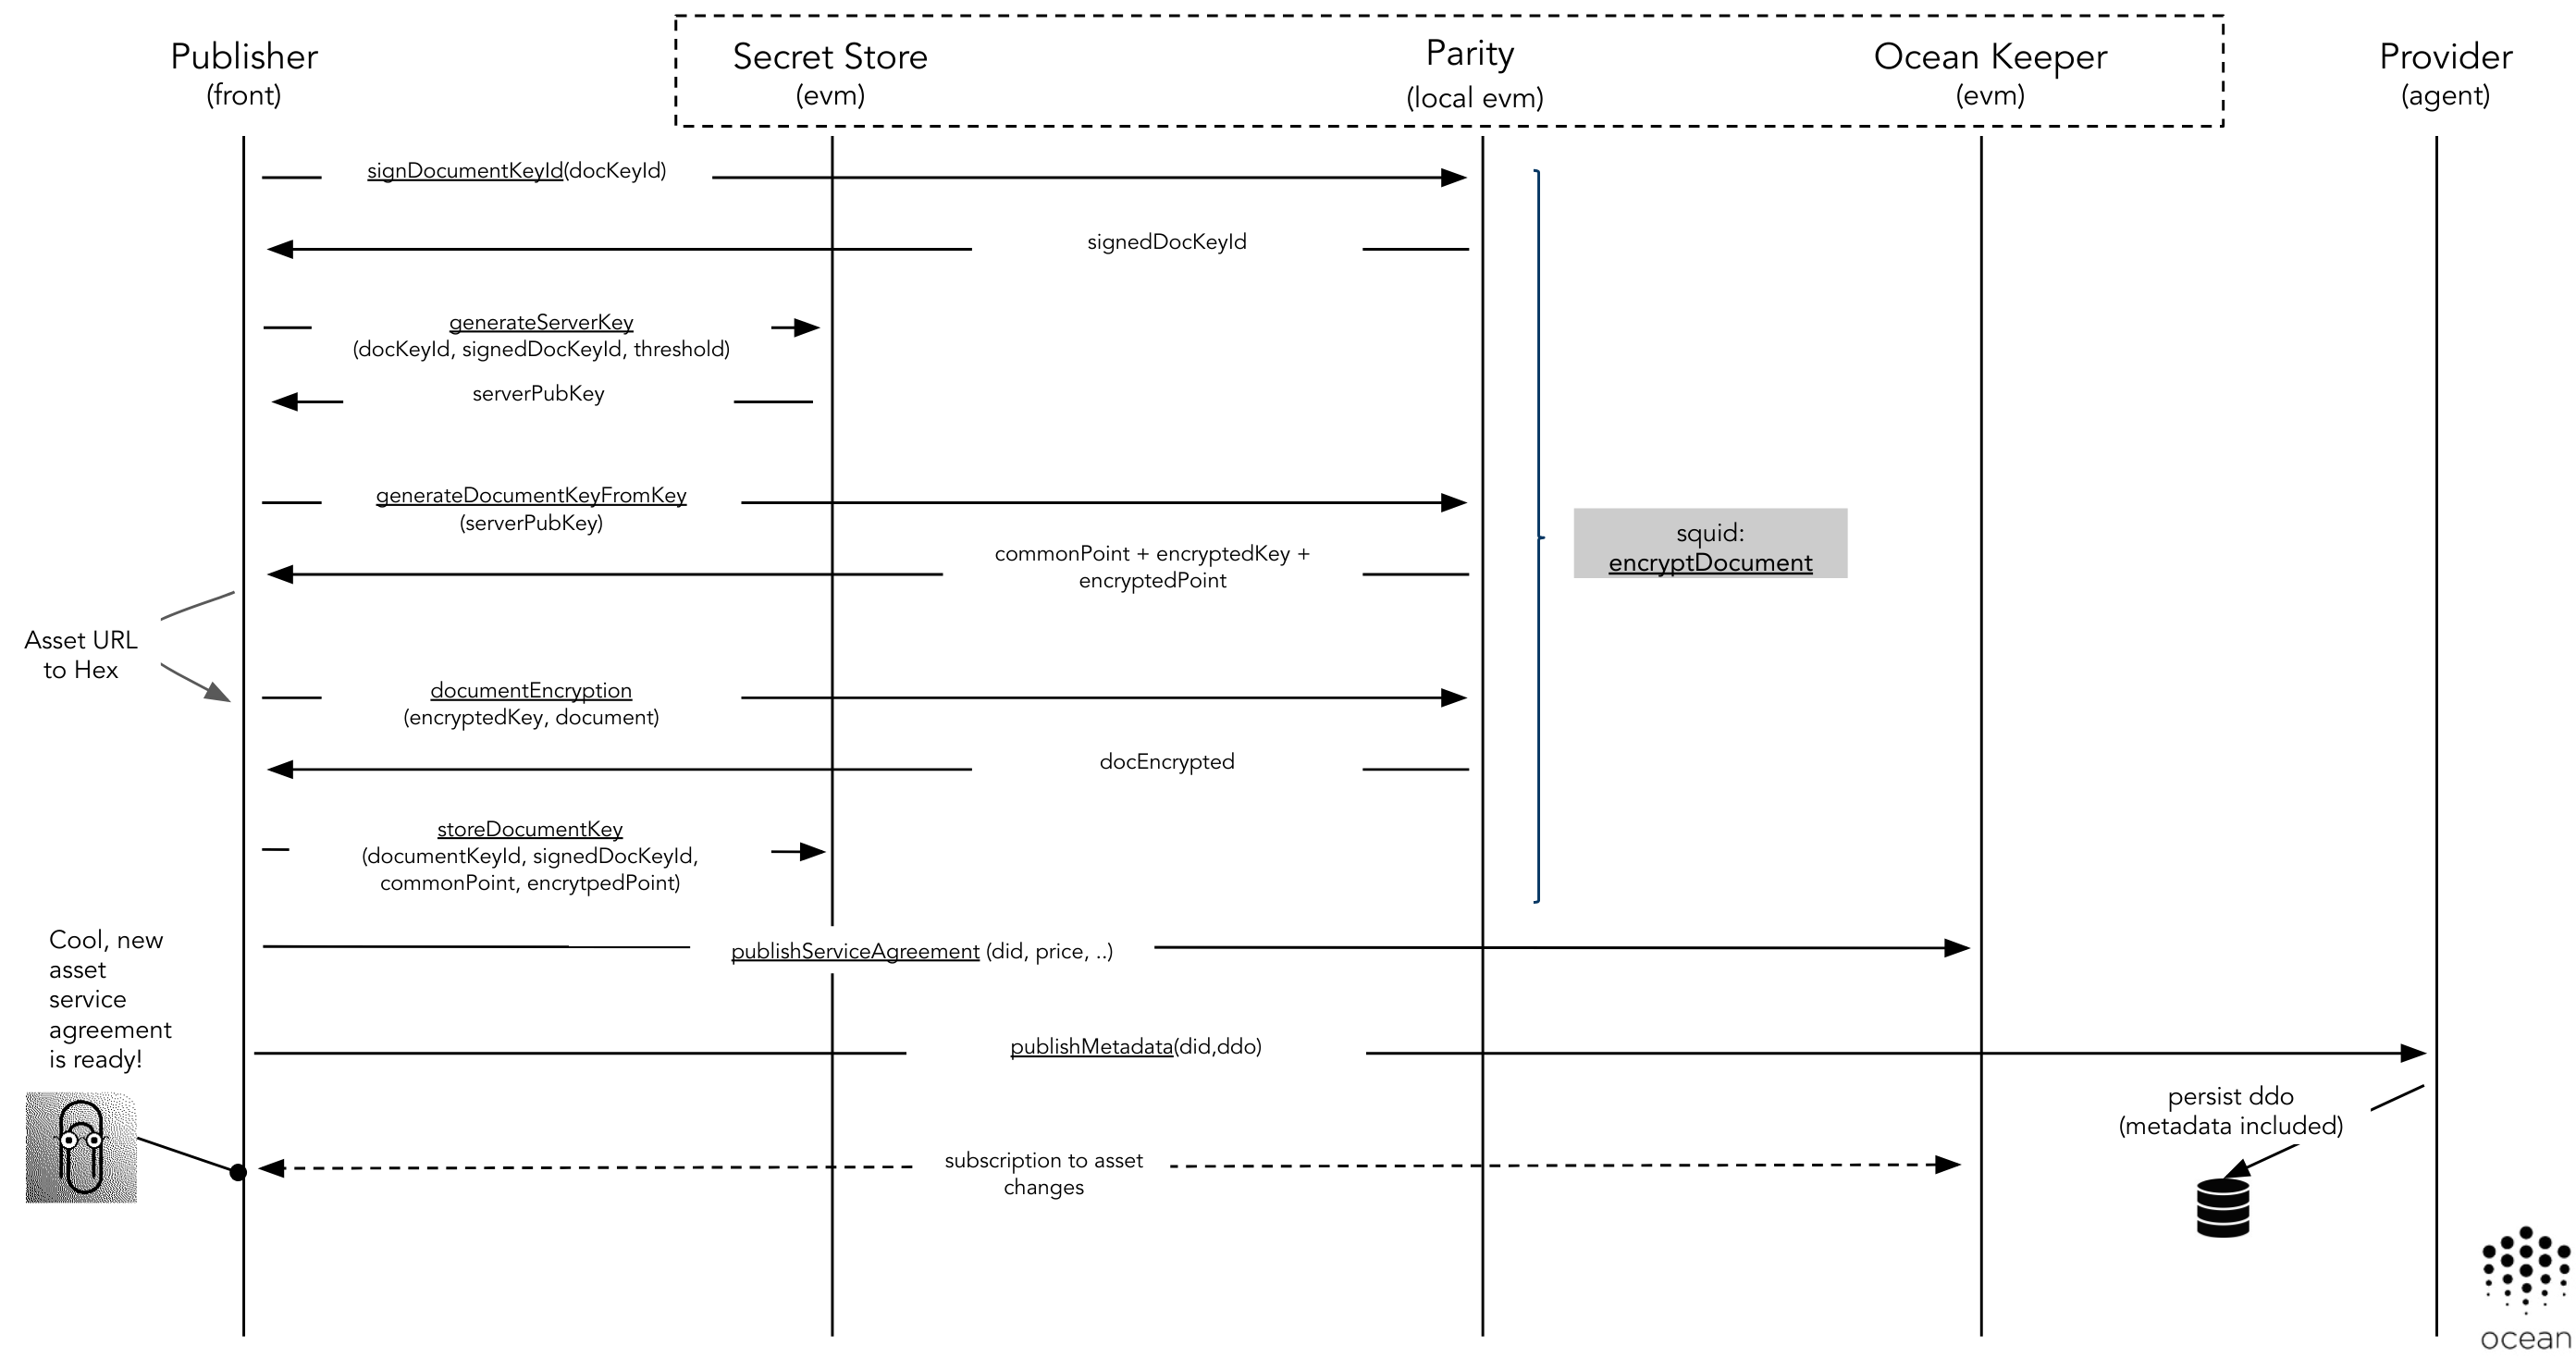 Publisher
(front)
Secret Store
(evm)
Parity
(local evm)
Ocean Keeper
(evm)
Provider
(agent)
signDocumentKeyId(docKeyId)
signedDocKeyId
generateServerKey
(docKeyId, signedDocKeyId, threshold)
serverPubKey
generateDocumentKeyFromKey
(serverPubKey)
squid:
encryptDocument
commonPoint + encryptedKey +
encryptedPoint
Asset URL
to Hex
documentEncryption
(encryptedKey, document)
docEncrypted
storeDocumentKey
(documentKeyId, signedDocKeyId,
commonPoint, encrytpedPoint)
Cool, new
asset
service
agreement
is ready!
publishServiceAgreement (did, price, ..)
publishMetadata(did,ddo)
persist ddo
(metadata included)
subscription to asset
changes
ocean